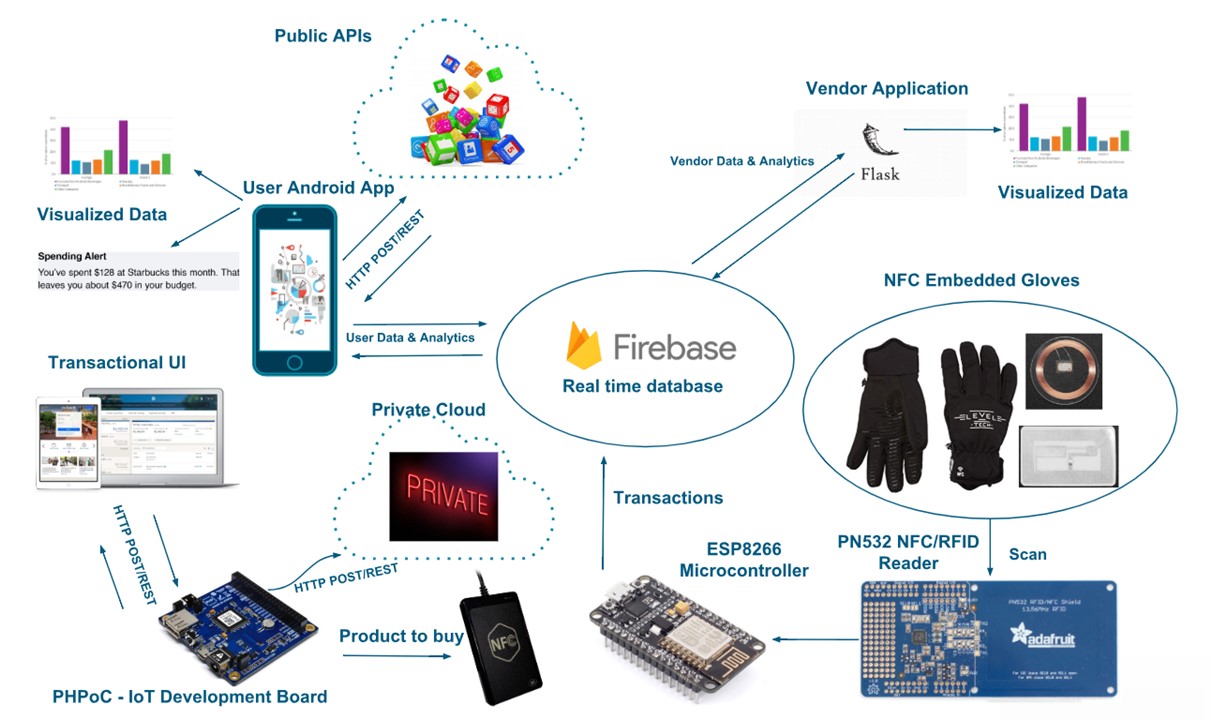 Public APIs
Vendor Application
Vendor Data & Analytics
Flask
Visualized Data
User Android App
Visualized Data
HTTP POST/REST
Spending Alert
You've spent $128 at Starbucks this month. That
leaves you about $470 in your budget.
User Data & Analytics
Firebase
Real time database
NFC Embedded Gloves
LEVEL
TECH
NFC
Transactional UI
Private Cloud
PRIVATE
HTTP POST/REST
HTTP POST/REST
Transactions
ESP8266
Microcontroller
PN532 NFC/RFID
Reader
Scan
PN532 RFID/NFC Shield
13.56MHz RFID
adafruit
Product to buy
NFC
PHPoC - IoT Development Board